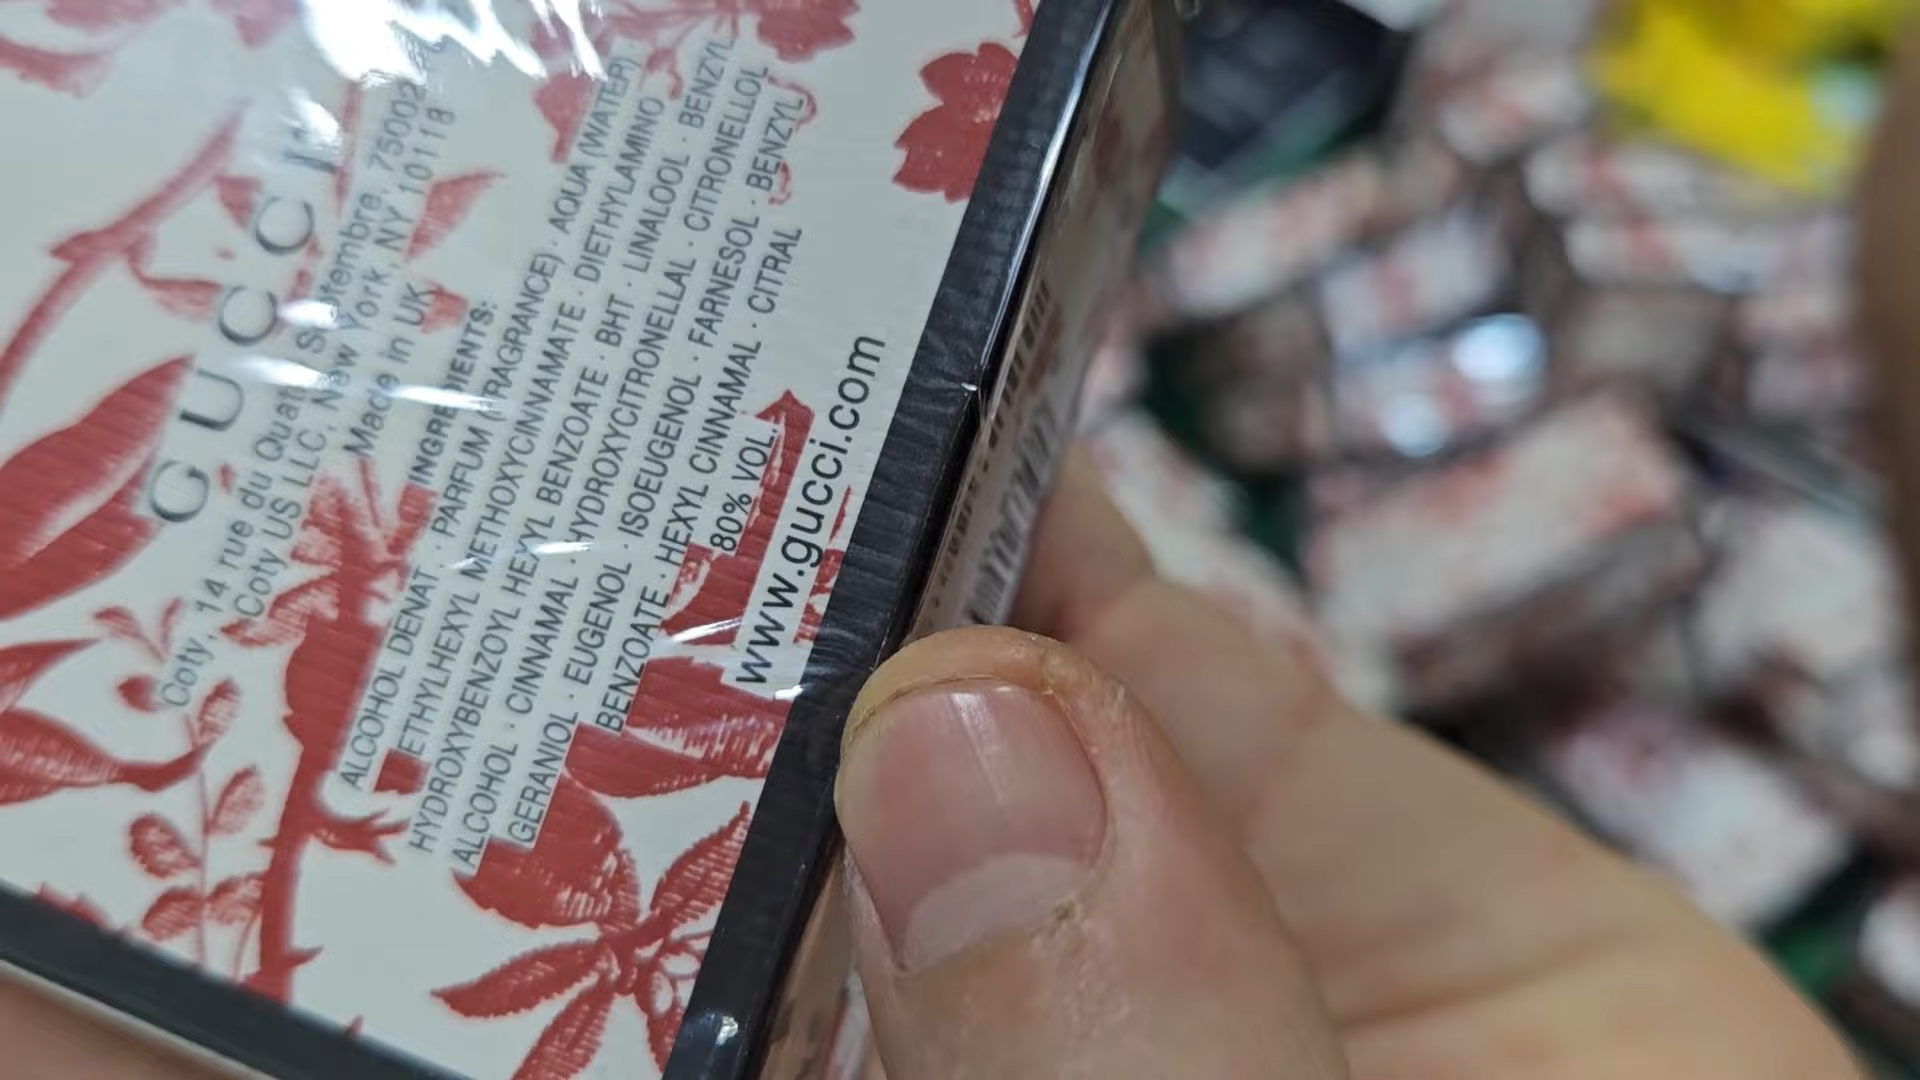 GUCCI
Coty, 14 rue du Quatre Septembre, 75002
Coty US LLC, New York, NY 10118
Made in UK
INGREDIENTS:
ALCOHOL DENAT · PARFUM (FRAGRANCE) · AQUA (WATER)
ETHYLHEXYL METHOXYCINNAMATE · DIETHYLAMINO
HYDROXYBENZOYL HEXYL BENZOATE · BHT · LINALOOL · BENZYL
ALCOHOL · CINNAMAL · HYDROXYCITRONELLAL · CITRONELLOL
GERANIOL · EUGENOL · ISOEUGENOL · FARNESOL · BENZYL
BENZOATE · HEXYL CINNAMAL · CITRAL
80% VOL.
www.gucci.com